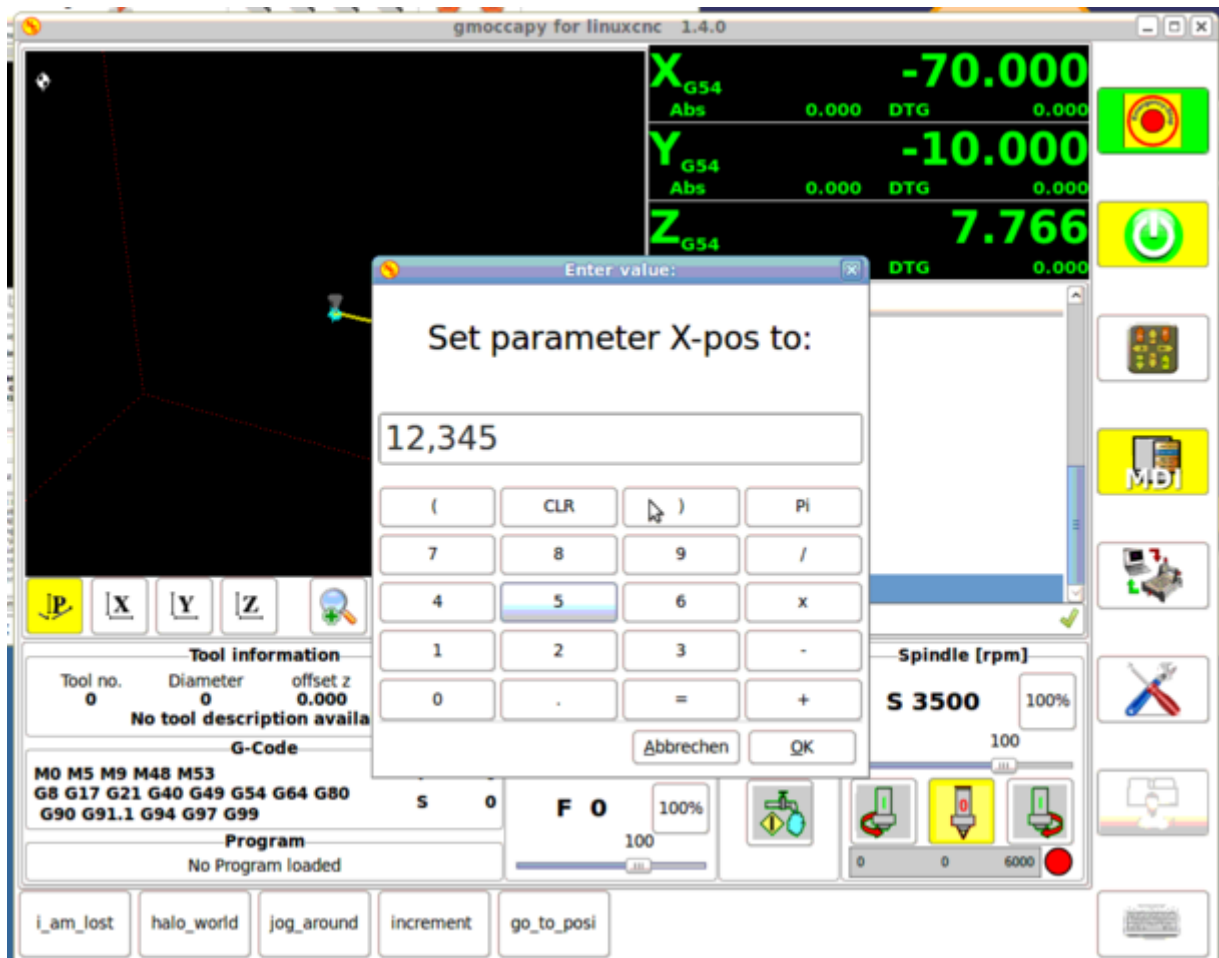 gmoccapy for linuxcnc 1.4.0
X G54 -70.000
Abs 0.000 DTG 0.000
Y G54 -10.000
Abs 0.000 DTG 0.000
Z G54 7.766
DTG 0.000
Enter value:
Set parameter X-pos to:
12,345
( CLR ) Pi
7 8 9 /
4 5 6 x
1 2 3 -
0 . = +
Abbrechen OK
MDI
P X Y Z
Tool information
Tool no. Diameter offset z
0 0 0.000
No tool description availa
G-Code
M0 M5 M9 M48 M53
G8 G17 G21 G40 G49 G54 G64 G80
G90 G91.1 G94 G97 G99
S 0
Program
No Program loaded
F 0 100%
100
Spindle [rpm]
S 3500 100%
100
0 0 6000
i_am_lost halo_world jog_around increment go_to_posi